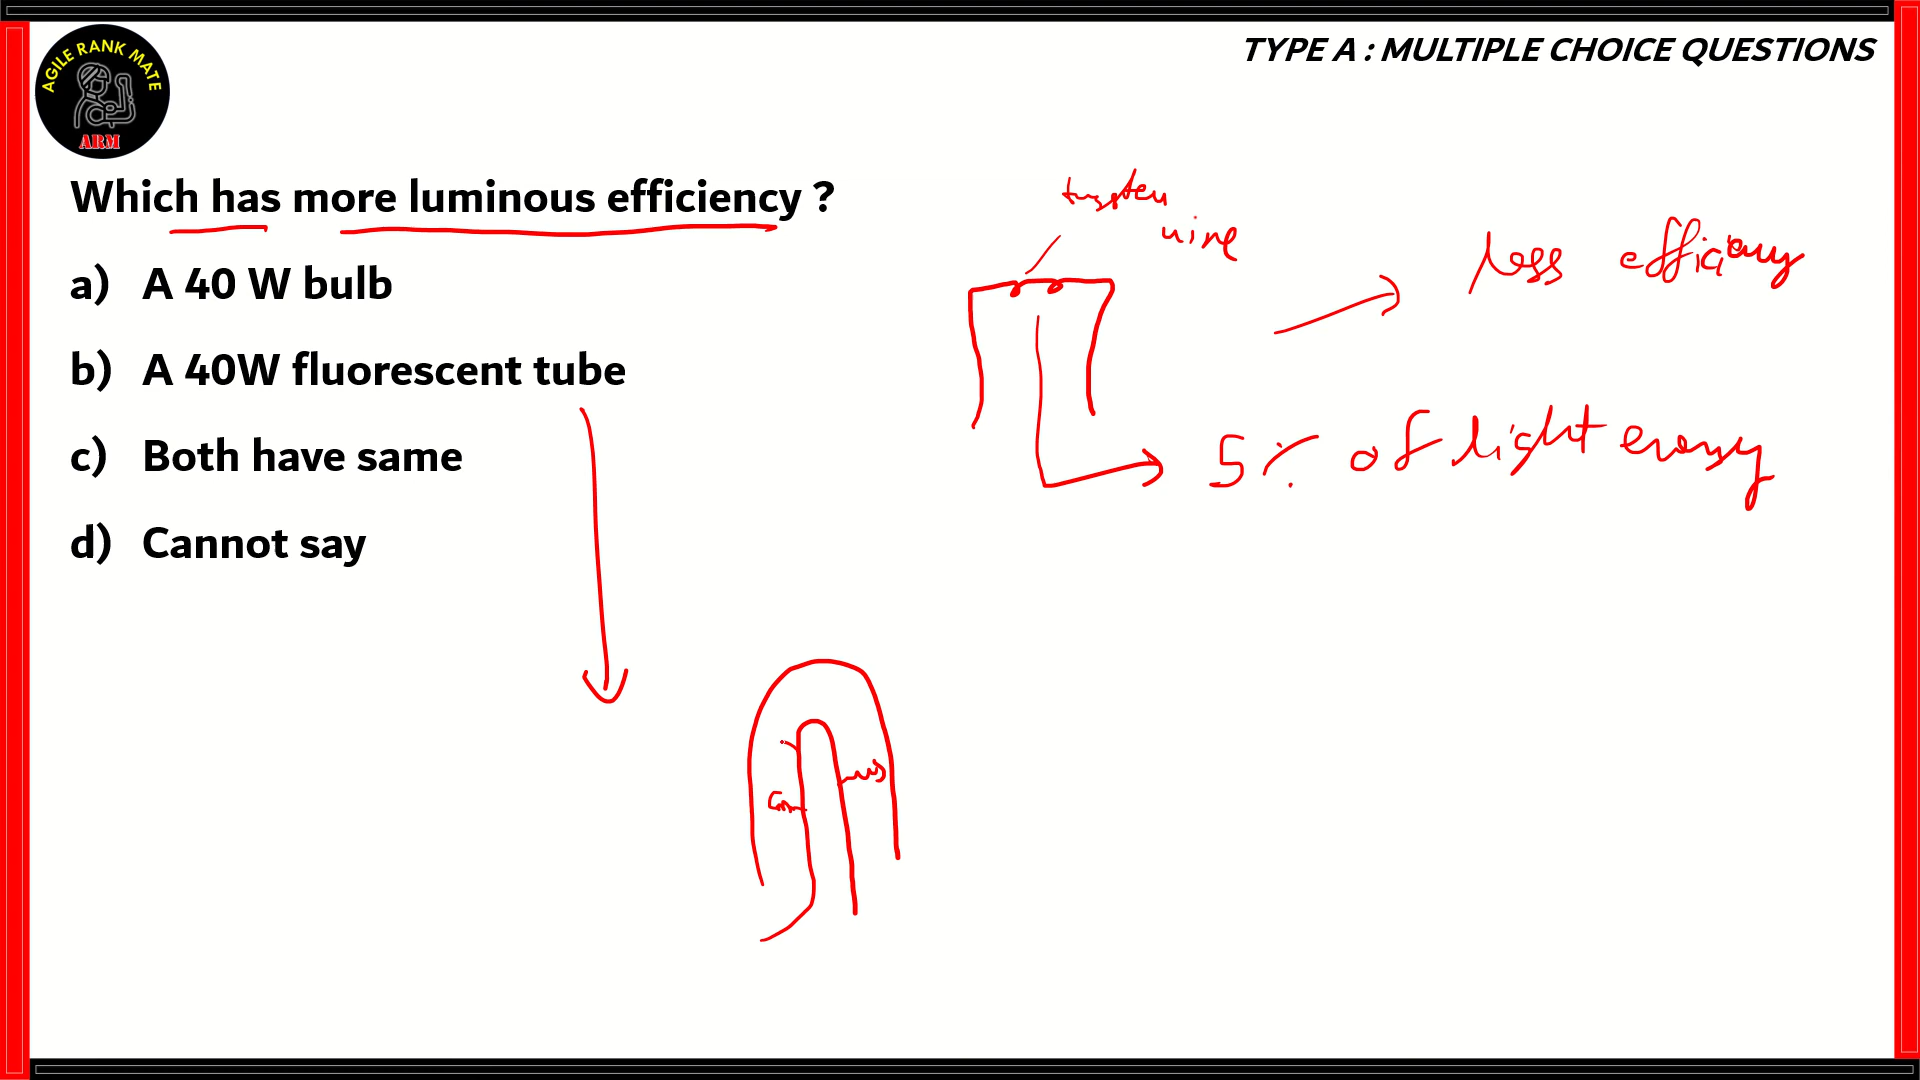 AGILE RANK MATE
ARM
TYPE A : MULTIPLE CHOICE QUESTIONS
Which has more luminous efficiency ?
a) A 40 W bulb
b) A 40W fluorescent tube
c) Both have same
d) Cannot say
tungsten
wire
less efficiency
5% of light energy